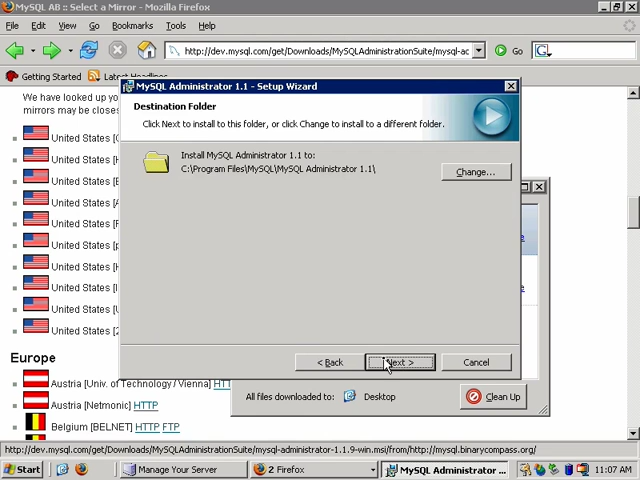 MySQL AB :: Select a Mirror - Mozilla Firefox
File Edit View Go Bookmarks Tools Help
http://dev.mysql.com/get/Downloads/MySQLAdministrationSuite/mysql-ac
Go
Getting Started Latest Headlines
We have looked up yo
mirrors may be close
MySQL Administrator 1.1 - Setup Wizard
Destination Folder
Click Next to install to this folder, or click Change to install to a different folder.
Install MySQL Administrator 1.1 to:
C:\Program Files\MySQL\MySQL Administrator 1.1\
Change...
United States [
United States [
United States [
United States [
United States [
United States [p
United States [
United States [
United States [
United States [2
< Back
Next >
Cancel
Europe
Austria [Univ. of Technology / Vienna] HTT
Austria [Netmonic] HTTP
Belgium [BELNET] HTTP FTP
All files downloaded to: Desktop
Clean Up
http://dev.mysql.com/get/Downloads/MySQLAdministrationSuite/mysql-administrator-1.1.9-win.msi/from/http://mysql.binarycompass.org/
Start
Manage Your Server
2 Firefox
MySQL Administrator ...
11:07 AM